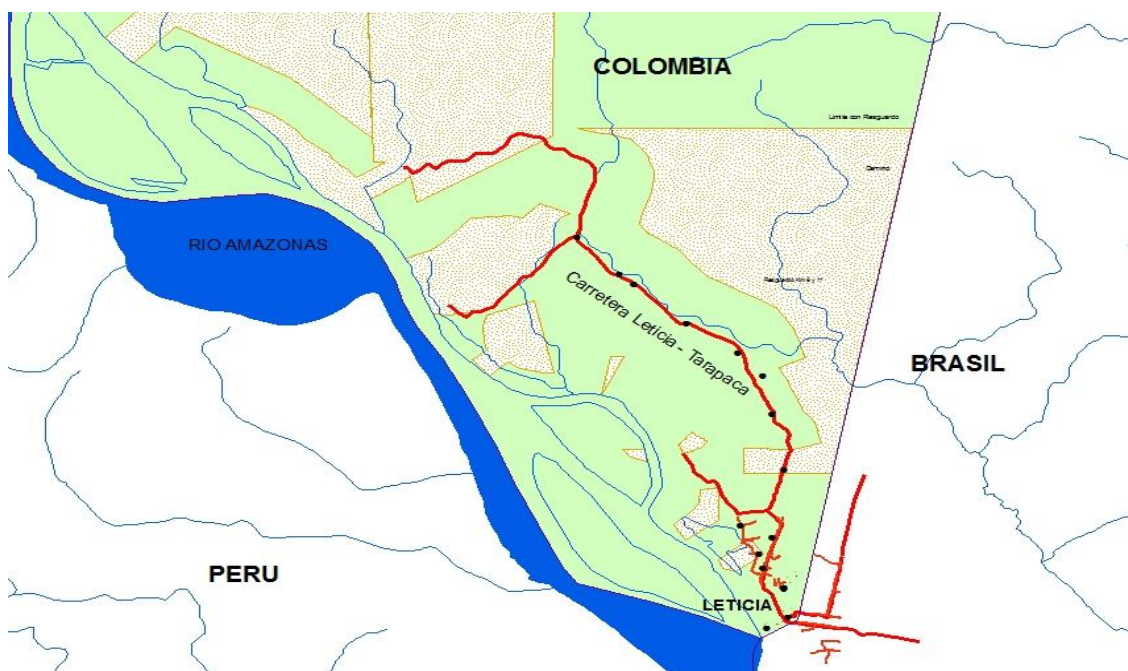 COLOMBIA
Limite con Resguardo
Camino
RIO AMAZONAS
Carretera Leticia - Tarapaca
BRASIL
PERU
LETICIA